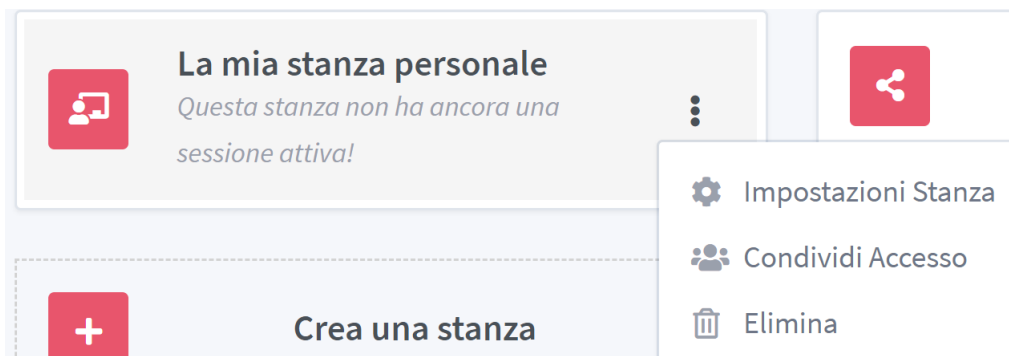 La mia stanza personale
Questa stanza non ha ancora una
sessione attiva!
Impostazioni Stanza
Condividi Accesso
Elimina
Crea una stanza